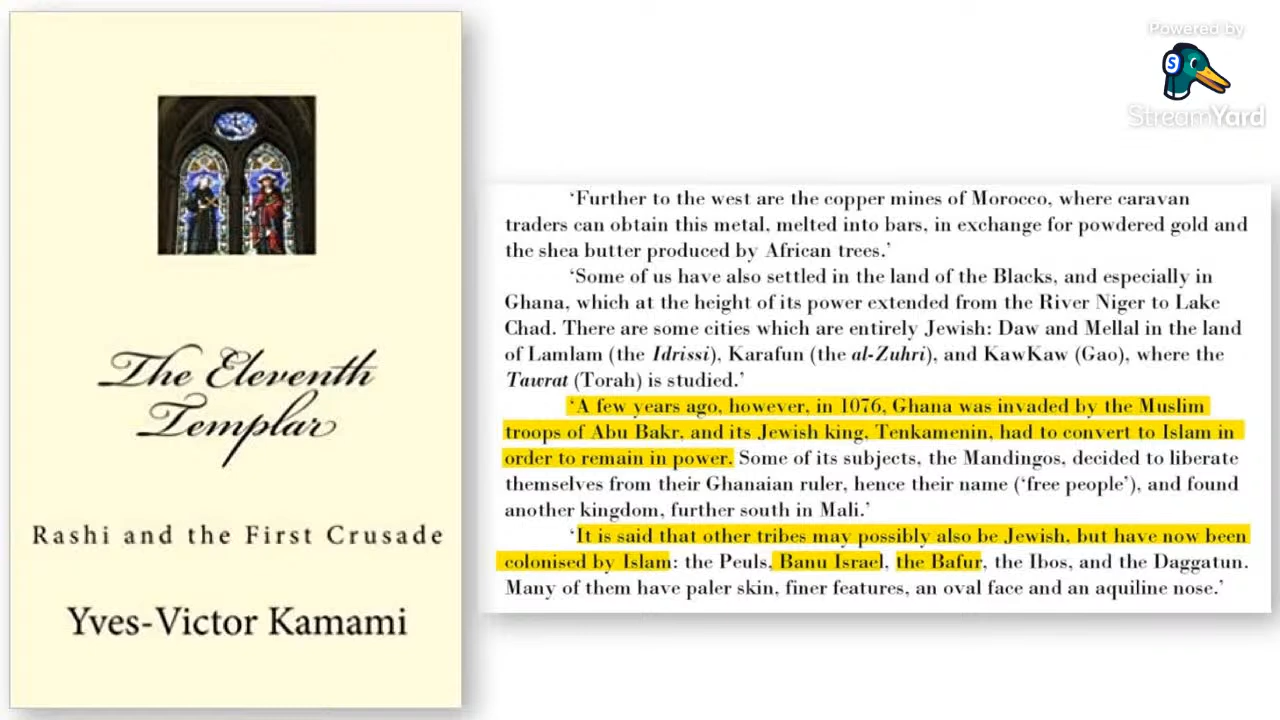 The Eleventh
Templar
Rashi and the First Crusade
Yves-Victor Kamami
Powered by
S
StreamYard
‘Further to the west are the copper mines of Morocco, where caravan
traders can obtain this metal, melted into bars, in exchange for powdered gold and
the shea butter produced by African trees.’
‘Some of us have also settled in the land of the Blacks, and especially in
Ghana, which at the height of its power extended from the River Niger to Lake
Chad. There are some cities which are entirely Jewish: Daw and Mellal in the land
of Lamlam (the Idrissi), Karafun (the al-Zuhri), and KawKaw (Gao), where the
Tawrat (Torah) is studied.’
‘A few years ago, however, in 1076, Ghana was invaded by the Muslim
troops of Abu Bakr, and its Jewish king, Tenkamenin, had to convert to Islam in
order to remain in power. Some of its subjects, the Mandingos, decided to liberate
themselves from their Ghanaian ruler, hence their name (‘free people’), and found
another kingdom, further south in Mali.’
‘It is said that other tribes may possibly also be Jewish, but have now been
colonised by Islam: the Peuls, Banu Israel, the Bafur, the Ibos, and the Daggatun.
Many of them have paler skin, finer features, an oval face and an aquiline nose.’